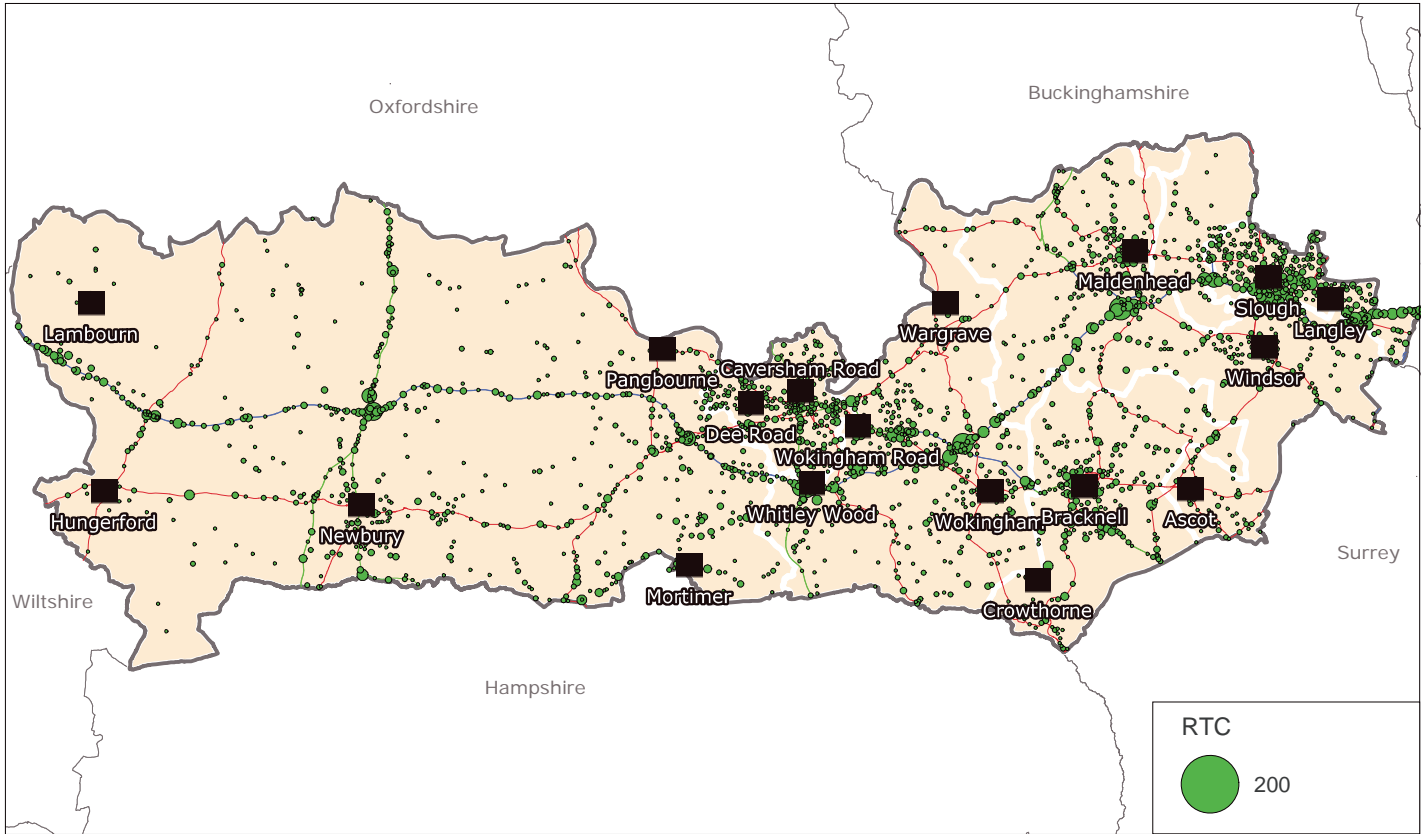 Buckinghamshire
Oxfordshire
Maidenhead
Slough
Lambourn
Wargrave
Langley
Caversham Road
Pangbourne
Windsor
Dee Road
Wokingham Road
Whitley Wood
Hungerford
Newbury
Wokingham
Bracknell
Ascot
Surrey
Mortimer
Wiltshire
Crowthorne
Hampshire
RTC
200